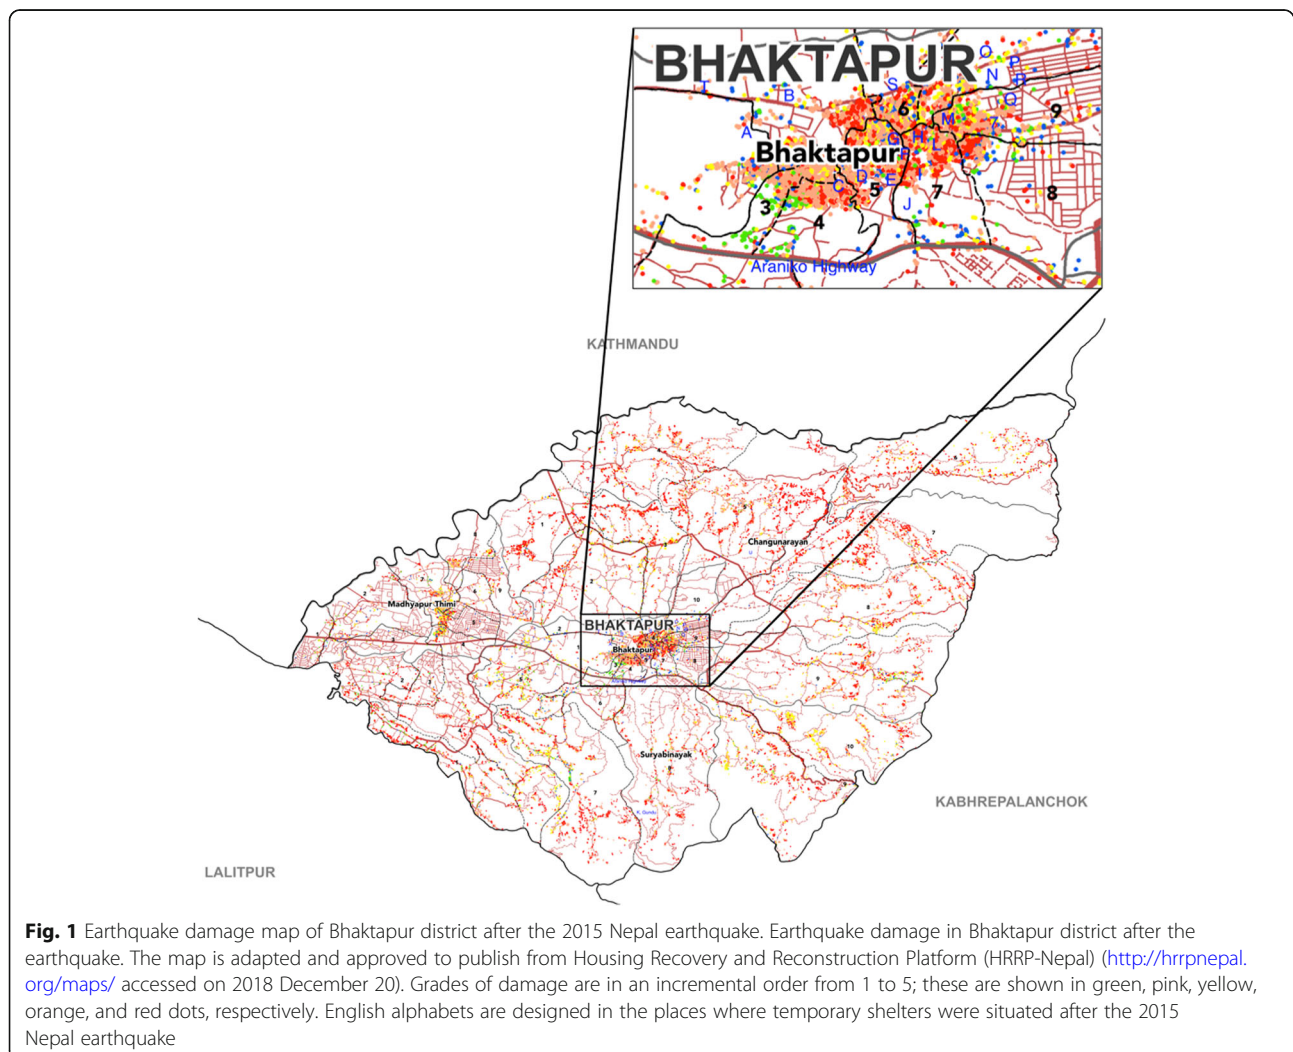 BHAKTAPUR
O
P
T
B
S
N
R
Q
6
9
A
M
Z
G
H
L
Bhaktapur
F
D
C
E
I
5
7
8
3
J
4
Araniko Highway
KATHMANDU
Changunarayan
Madhyapur Thimi
10
BHAKTAPUR
Bhaktapur
Suryabinayak
K. Gundu
KABHREPALANCHOK
LALITPUR
Fig. 1 Earthquake damage map of Bhaktapur district after the 2015 Nepal earthquake. Earthquake damage in Bhaktapur district after the
earthquake. The map is adapted and approved to publish from Housing Recovery and Reconstruction Platform (HRRP-Nepal) (http://hrrpnepal.
org/maps/ accessed on 2018 December 20). Grades of damage are in an incremental order from 1 to 5; these are shown in green, pink, yellow,
orange, and red dots, respectively. English alphabets are designed in the places where temporary shelters were situated after the 2015
Nepal earthquake